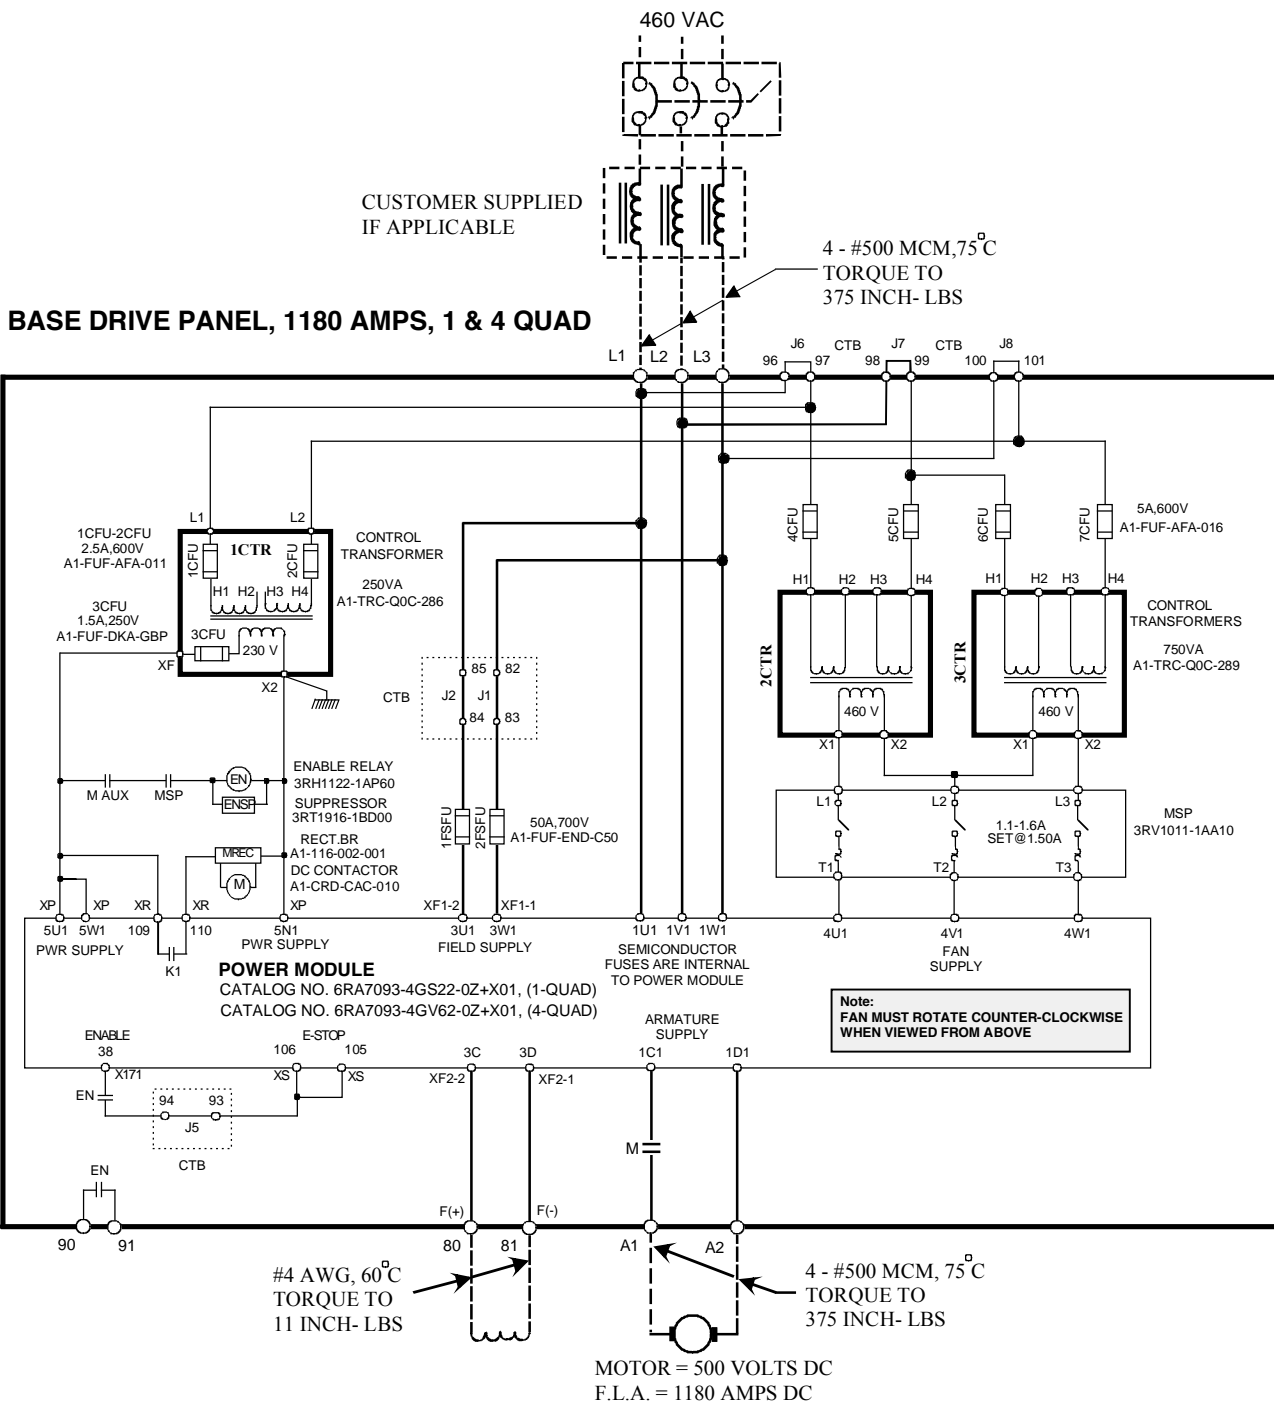 460 VAC
CUSTOMER SUPPLIED
IF APPLICABLE
4 - #500 MCM,75°C
TORQUE TO
375 INCH- LBS
BASE DRIVE PANEL, 1180 AMPS, 1 & 4 QUAD
L1 L2 L3
J6 CTB J7 CTB J8
96 97 98 99 100 101
L1 L2
1CFU-2CFU
2.5A,600V
A1-FUF-AFA-011
1CFU 1CTR 2CFU
H1 H2 H3 H4
CONTROL
TRANSFORMER
250VA
A1-TRC-Q0C-286
3CFU
1.5A,250V
A1-FUF-DKA-GBP
3CFU
230 V
XF
X2
4CFU 5CFU 6CFU 7CFU
5A,600V
A1-FUF-AFA-016
H1 H2 H3 H4
H1 H2 H3 H4
2CTR
3CTR
CONTROL
TRANSFORMERS
750VA
A1-TRC-Q0C-289
460 V
460 V
X1 X2 X1 X2
CTB
85 82
J2 J1
84 83
M AUX MSP EN
ENSP
ENABLE RELAY
3RH1122-1AP60
SUPPRESSOR
3RT1916-1BD00
RECT.BR
A1-116-002-001
DC CONTACTOR
A1-CRD-CAC-010
MREC
M
1FSFU 2FSFU
50A,700V
A1-FUF-END-C50
L1 L2 L3
1.1-1.6A
SET@1.50A
MSP
3RV1011-1AA10
T1 T2 T3
XP XP XR XR XP XF1-2 XF1-1
5U1 5W1 109 110 5N1 3U1 3W1 1U1 1V1 1W1 4U1 4V1 4W1
PWR SUPPLY
K1
PWR SUPPLY
FIELD SUPPLY
SEMICONDUCTOR
FUSES ARE INTERNAL
TO POWER MODULE
FAN
SUPPLY
POWER MODULE
CATALOG NO. 6RA7093-4GS22-0Z+X01, (1-QUAD)
CATALOG NO. 6RA7093-4GV62-0Z+X01, (4-QUAD)
Note:
FAN MUST ROTATE COUNTER-CLOCKWISE
WHEN VIEWED FROM ABOVE
ENABLE
38
E-STOP
106 105
ARMATURE
SUPPLY
3C 3D 1C1 1D1
X171 XS XS XF2-2 XF2-1
EN
94 93
J5
CTB
M
EN
90 91
F(+) F(-)
80 81 A1 A2
#4 AWG, 60°C
TORQUE TO
11 INCH- LBS
4 - #500 MCM, 75°C
TORQUE TO
375 INCH- LBS
MOTOR = 500 VOLTS DC
F.L.A. = 1180 AMPS DC